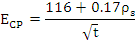 E_CP = (116 + 0.17ρ_s) / √t